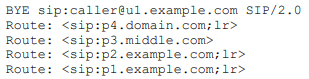 BYE sip:caller@u1.example.com SIP/2.0
Route: <sip:p4.domain.com;lr>
Route: <sip:p3.middle.com>
Route: <sip:p2.example.com;lr>
Route: <sip:p1.example.com;lr>